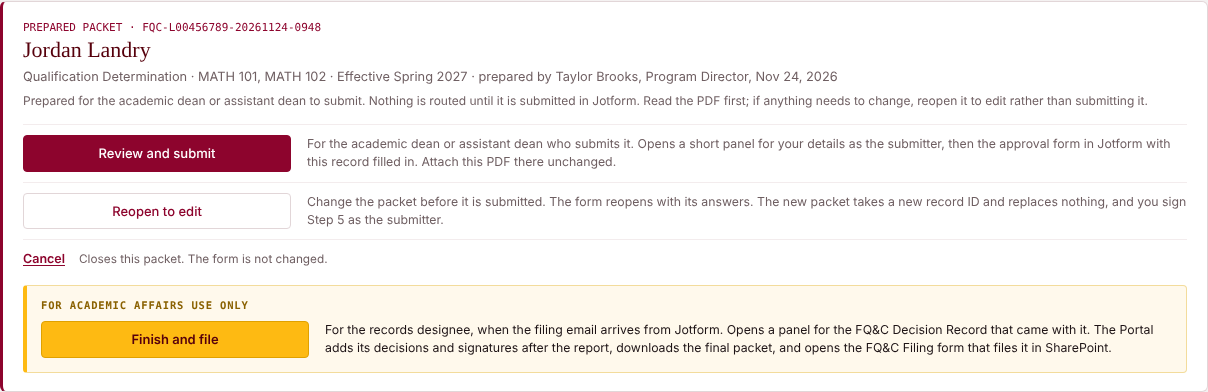 PREPARED PACKET · FQC-L00456789-20261124-0948
Jordan Landry
Qualification Determination · MATH 101, MATH 102 · Effective Spring 2027 · prepared by Taylor Brooks, Program Director, Nov 24, 2026
Prepared for the academic dean or assistant dean to submit. Nothing is routed until it is submitted in Jotform. Read the PDF first; if anything needs to change, reopen it to edit rather than submitting it.
Review and submit
For the academic dean or assistant dean who submits it. Opens a short panel for your details as the submitter, then the approval form in Jotform with
this record filled in. Attach this PDF there unchanged.
Reopen to edit
Change the packet before it is submitted. The form reopens with its answers. The new packet takes a new record ID and replaces nothing, and you sign
Step 5 as the submitter.
Cancel
Closes this packet. The form is not changed.
FOR ACADEMIC AFFAIRS USE ONLY
Finish and file
For the records designee, when the filing email arrives from Jotform. Opens a panel for the FQ&C Decision Record that came with it. The Portal
adds its decisions and signatures after the report, downloads the final packet, and opens the FQ&C Filing form that files it in SharePoint.